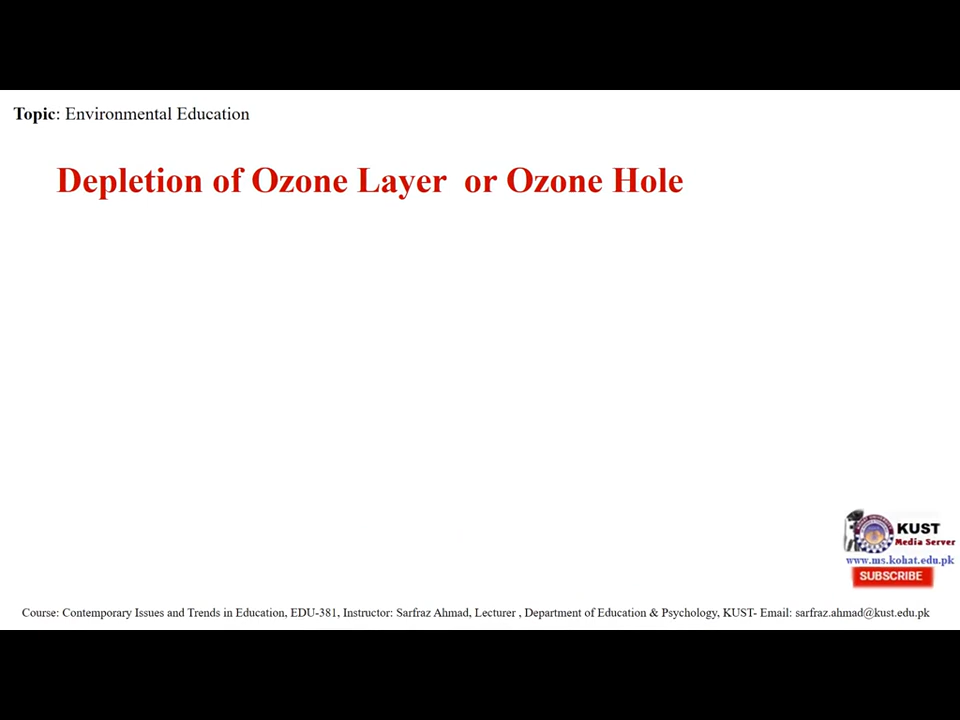 Topic: Environmental Education
Depletion of Ozone Layer or Ozone Hole
KUST
Media Server
www.ms.kohat.edu.pk
SUBSCRIBE
Course: Contemporary Issues and Trends in Education, EDU-381, Instructor: Sarfraz Ahmad, Lecturer , Department of Education & Psychology, KUST- Email: sarfraz.ahmad@kust.edu.pk